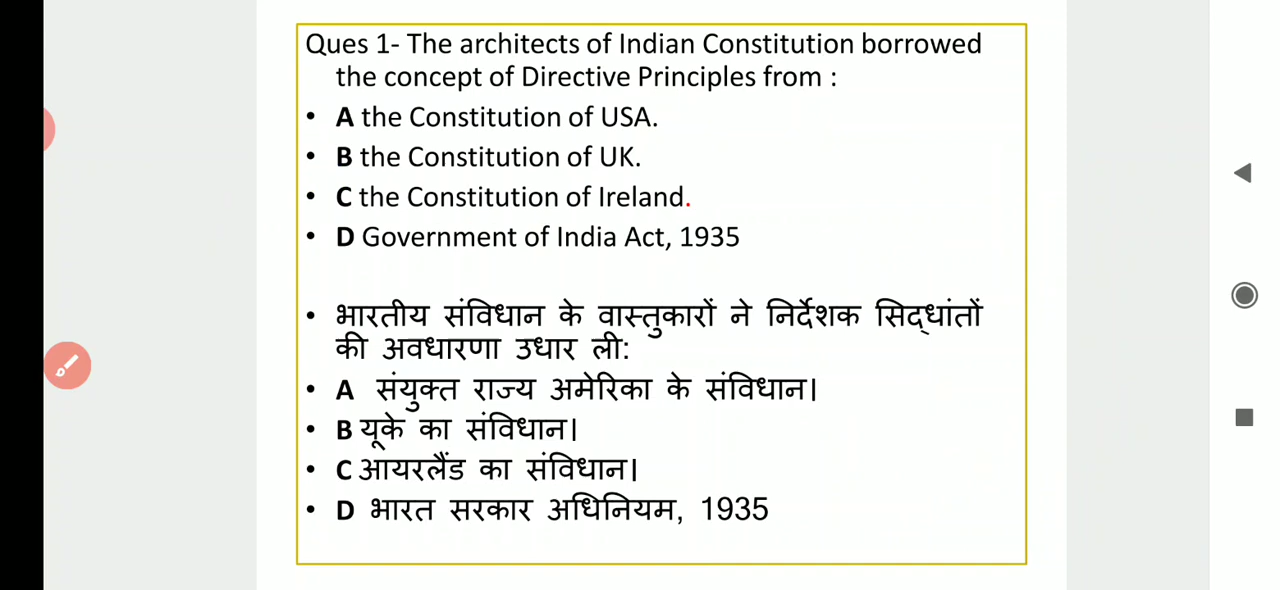 Ques 1- The architects of Indian Constitution borrowed
the concept of Directive Principles from :
• A the Constitution of USA.
• B the Constitution of UK.
• C the Constitution of Ireland.
• D Government of India Act, 1935
• भारतीय संविधान के वास्तुकारों ने निर्देशक सिद्धांतों
की अवधारणा उधार ली:
• A संयुक्त राज्य अमेरिका के संविधान।
• B यूके का संविधान।
• C आयरलैंड का संविधान।
• D भारत सरकार अधिनियम, 1935